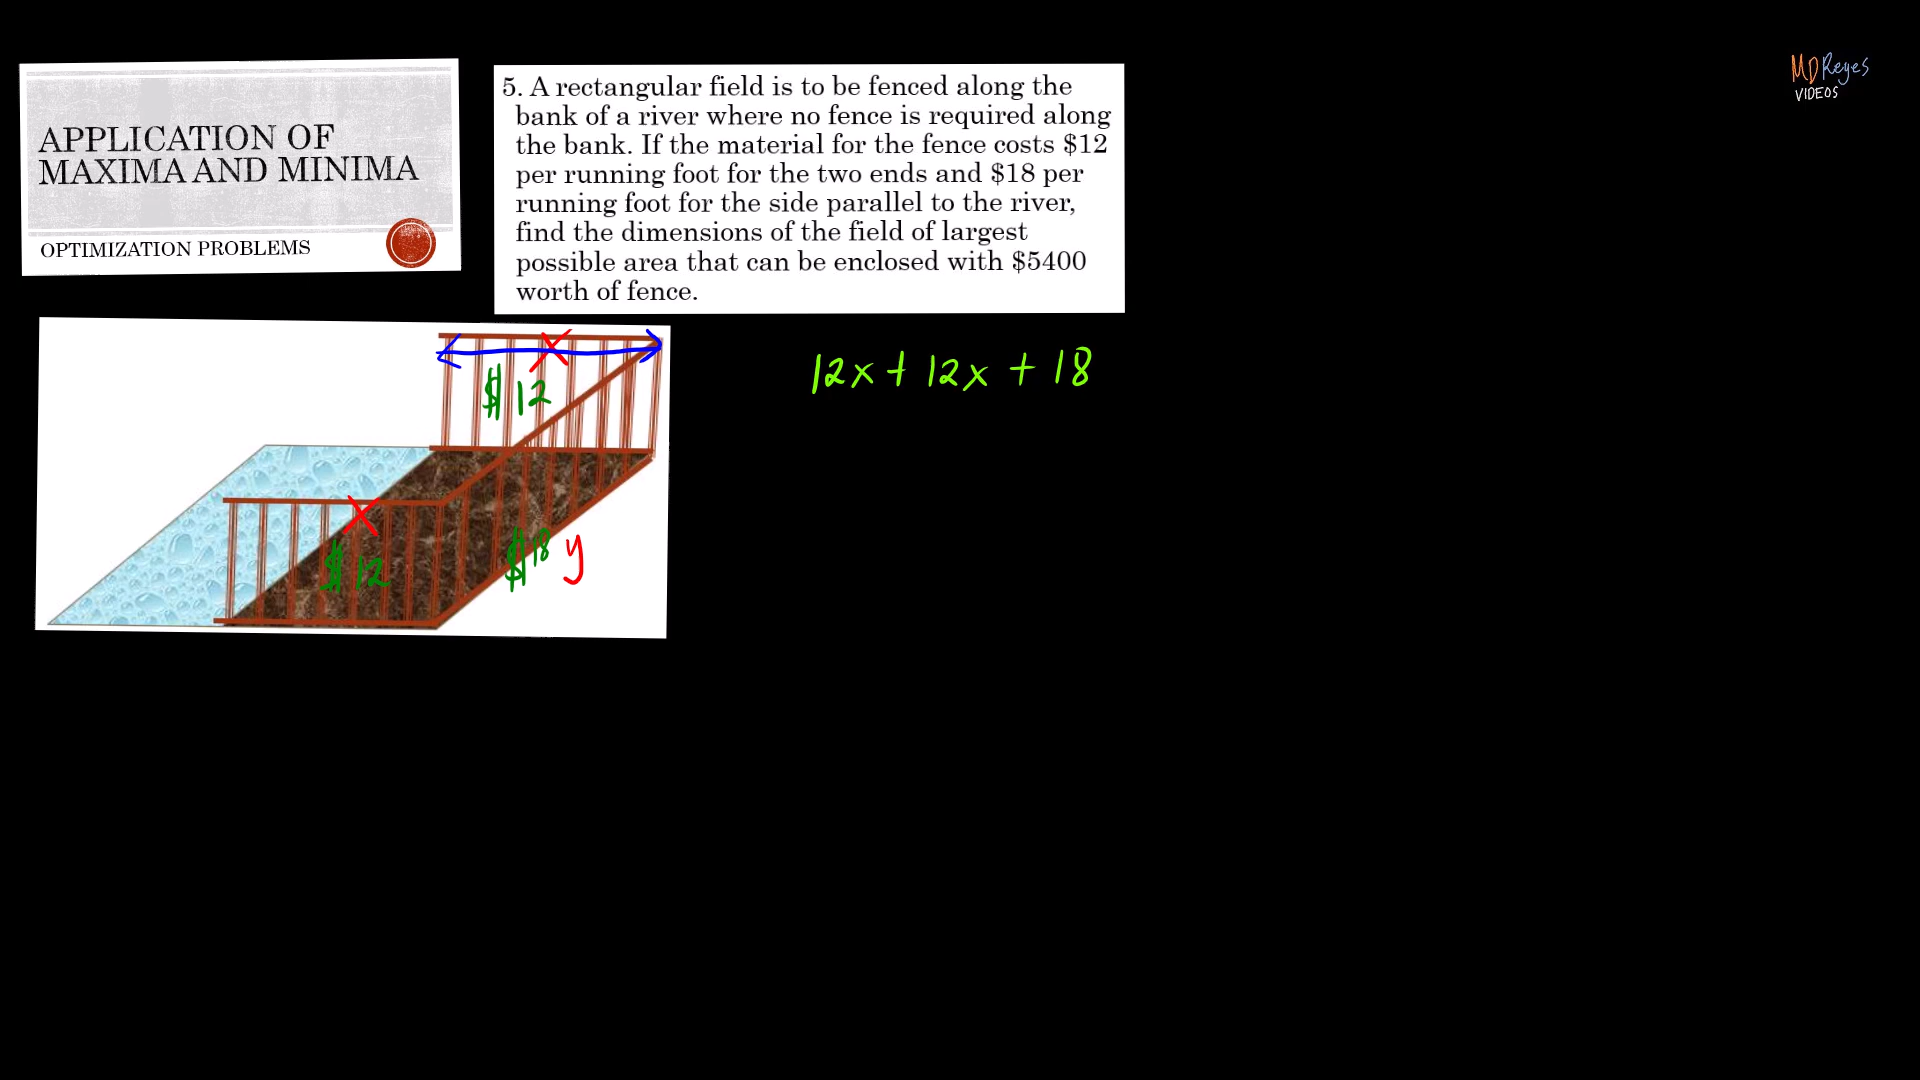 APPLICATION OF
MAXIMA AND MINIMA
OPTIMIZATION PROBLEMS
5. A rectangular field is to be fenced along the
bank of a river where no fence is required along
the bank. If the material for the fence costs $12
per running foot for the two ends and $18 per
running foot for the side parallel to the river,
find the dimensions of the field of largest
possible area that can be enclosed with $5400
worth of fence.
MDReyes
VIDEOS
x
$12
x
$12
$18 y
12x + 12x + 18